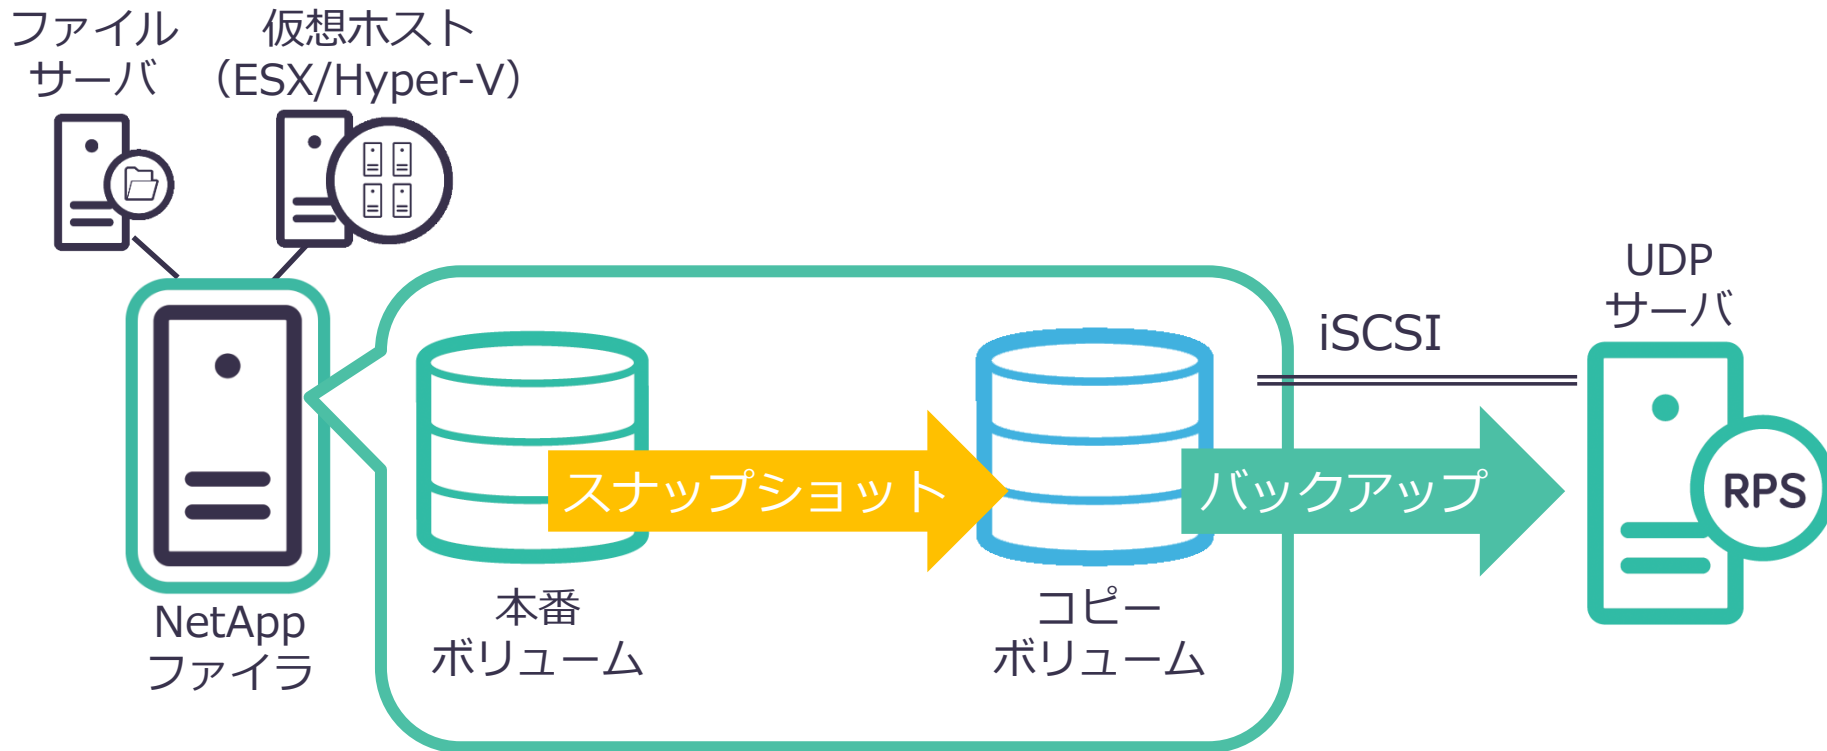 ファイル
サーバ
仮想ホスト
（ESX/Hyper-V）
NetApp
ファイラ
スナップショット
本番
ボリューム
コピー
ボリューム
バックアップ
iSCSI
UDP
サーバ
RPS